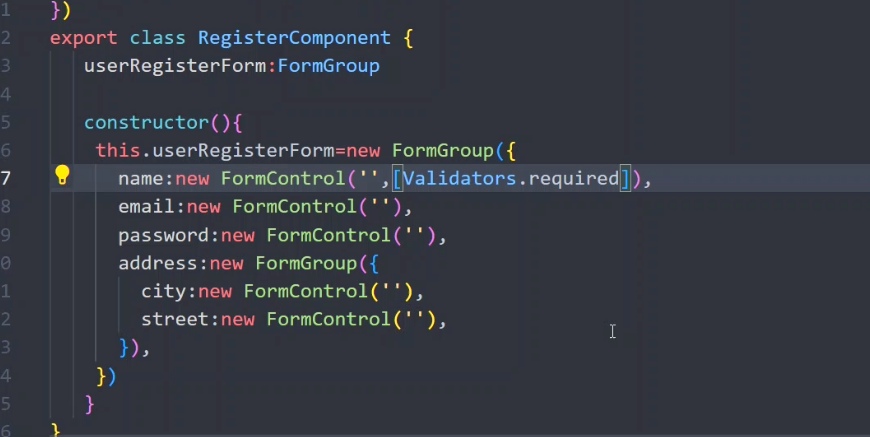 1 })
2 export class RegisterComponent {
3 userRegisterForm:FormGroup
4
5 constructor(){
6 this.userRegisterForm=new FormGroup({
7 name:new FormControl('',[Validators.required]),
8 email:new FormControl(''),
9 password:new FormControl(''),
0 address:new FormGroup({
1 city:new FormControl(''),
2 street:new FormControl(''),
3 }),
4 })
5 }
6 }